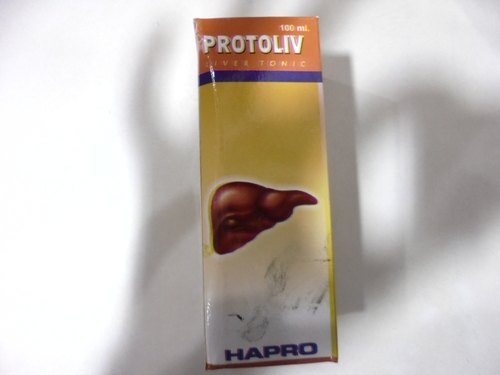 100 ml.
PROTOLIV
LIVER TONIC
HAPRO